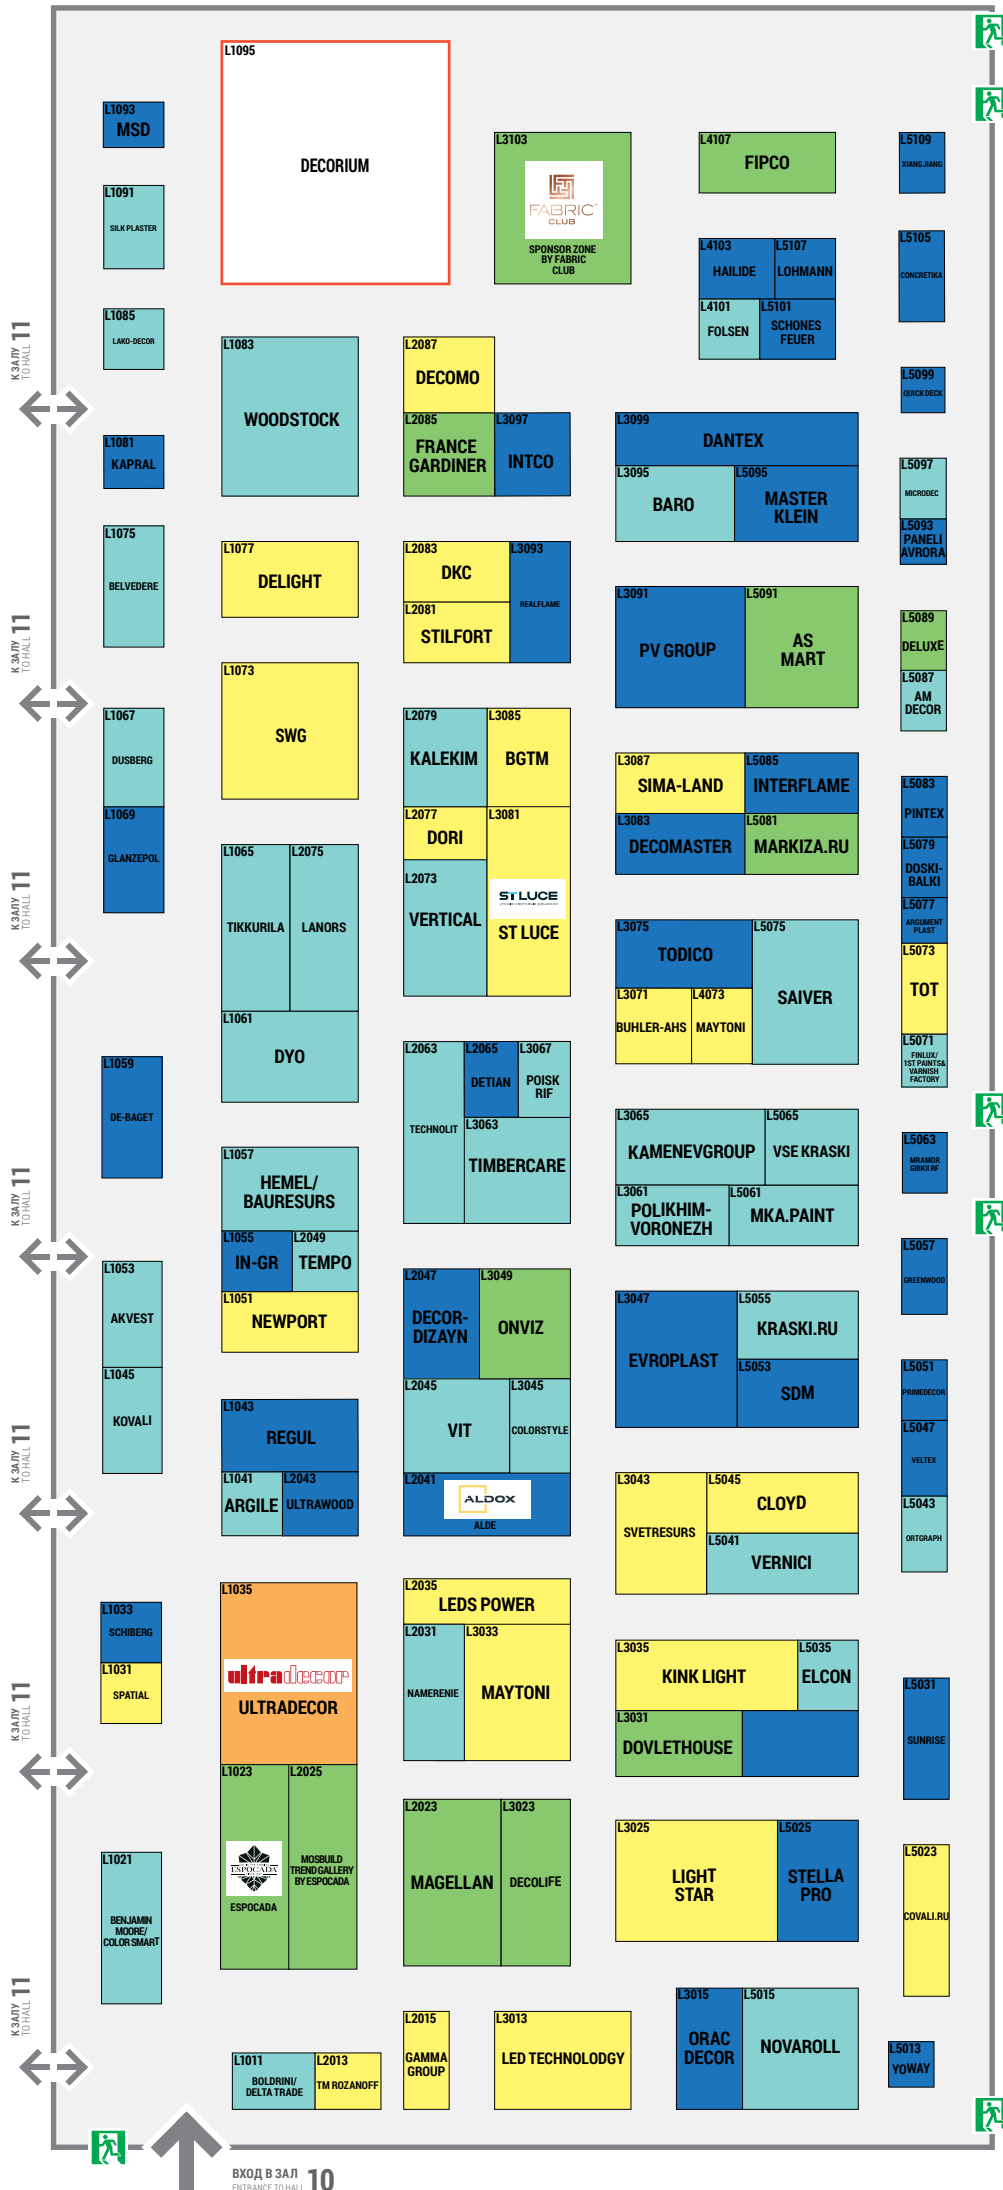 L1095
DECORIUM
L1093
MSD
L3103
FABRIC
CLUB
SPONSOR ZONE
BY FABRIC
CLUB
L4107
FIPCO
L5109
XIANGJIANG
L1091
SILK PLASTER
L4103
HAILIDE
L5107
LOHMANN
L5105
CONCRETIKA
L4101
FOLSEN
L5101
SCHONES
FEUER
L1085
LAKO-DECOR
К ЗАЛУ 11
TO HALL
L1083
WOODSTOCK
L2087
DECOMO
L5099
QUICK DECK
L2085
FRANCE
GARDINER
L3097
INTCO
L3099
DANTEX
L1081
KAPRAL
L3095
BARO
L5095
MASTER
KLEIN
L5097
MICRODEC
L5093
PANELI
AVRORA
L1075
BELVEDERE
L1077
DELIGHT
L2083
DKC
L3093
REALFLAME
L2081
STILFORT
L3091
PV GROUP
L5091
AS
MART
L5089
DELUXE
L5087
AM
DECOR
К ЗАЛУ 11
TO HALL
L1073
SWG
L1067
DUSBERG
L2079
KALEKIM
L3085
BGTM
L3087
SIMA-LAND
L5085
INTERFLAME
L5083
PINTEX
L1069
GLANZEPOL
L2077
DORI
L3081
ST LUCE
ST LUCE
L3083
DECOMASTER
L5081
MARKIZA.RU
L5079
DOSKI-
BALKI
L1065
TIKKURILA
L2075
LANORS
L2073
VERTICAL
L5077
ARGUMENT
PLAST
К ЗАЛУ 11
TO HALL
L3075
TODICO
L5075
SAIVER
L5073
TOT
L3071
BUHLER-AHS
L4073
MAYTONI
L1061
DYO
L5071
FINLUX/
1ST PAINTS&
VARNISH
FACTORY
L1059
DE-BAGET
L2063
TECHNOLIT
L2065
DETIAN
L3067
POISK
RIF
L3063
TIMBERCARE
L3065
KAMENEVGROUP
L5065
VSE KRASKI
L5063
MRAMOR
GIBKII RF
L1057
HEMEL/
BAURESURS
L3061
POLIKHIM-
VORONEZH
L5061
MKA.PAINT
К ЗАЛУ 11
TO HALL
L1055
IN-GR
L2049
TEMPO
L5057
GREENWOOD
L1053
AKVEST
L1051
NEWPORT
L2047
DECOR-
DIZAYN
L3049
ONVIZ
L3047
EVROPLAST
L5055
KRASKI.RU
L5053
SDM
L5051
PRIMEDECOR
L1045
KOVALI
L1043
REGUL
L2045
VIT
L3045
COLORSTYLE
L5047
VELTEX
К ЗАЛУ 11
TO HALL
L1041
ARGILE
L2043
ULTRAWOOD
L2041
ALDOX
ALDE
L3043
SVETRESURS
L5045
CLOYD
L5041
VERNICI
L5043
ORTGRAPH
L1035
ultradecor
ULTRADECOR
L2035
LEDS POWER
L1033
SCHIBERG
L2031
NAMERENIE
L3033
MAYTONI
L3035
KINK LIGHT
L5035
ELCON
L1031
SPATIAL
L5031
SUNRISE
К ЗАЛУ 11
TO HALL
L3031
DOVLETHOUSE
L1023
ESPOCADA
ESPOCADA
L2025
MOSBUILD
TREND GALLERY
BY ESPOCADA
L2023
MAGELLAN
L3023
DECOLIFE
L3025
LIGHT
STAR
L5025
STELLA
PRO
L5023
COVALI.RU
L1021
BENJAMIN
MOORE/
COLOR SMART
К ЗАЛУ 11
TO HALL
L3015
ORAC
DECOR
L5015
NOVAROLL
L2015
GAMMA
GROUP
L3013
LED TECHNOLODGY
L5013
YOWAY
L1011
BOLDRINI/
DELTA TRADE
L2013
TM ROZANOFF
ВХОД В ЗАЛ 10
ENTRANCE TO HALL